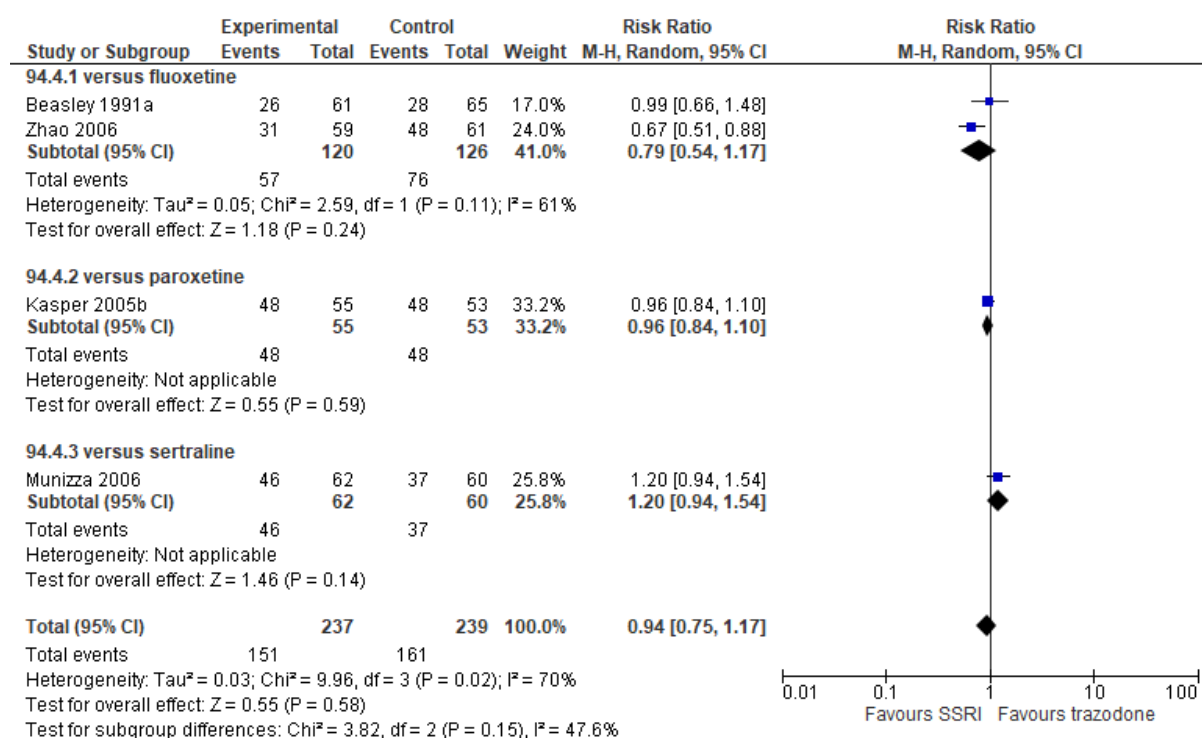 Experimental Control Risk Ratio Risk Ratio
Study or Subgroup Events Total Events Total Weight M-H, Random, 95% CI M-H, Random, 95% CI
94.4.1 versus fluoxetine
Beasley 1991a 26 61 28 65 17.0% 0.99 [0.66, 1.48]
Zhao 2006 31 59 48 61 24.0% 0.67 [0.51, 0.88]
Subtotal (95% CI) 120 126 41.0% 0.79 [0.54, 1.17]
Total events 57 76
Heterogeneity: Tau² = 0.05; Chi² = 2.59, df = 1 (P = 0.11); I² = 61%
Test for overall effect: Z = 1.18 (P = 0.24)
94.4.2 versus paroxetine
Kasper 2005b 48 55 48 53 33.2% 0.96 [0.84, 1.10]
Subtotal (95% CI) 55 53 33.2% 0.96 [0.84, 1.10]
Total events 48 48
Heterogeneity: Not applicable
Test for overall effect: Z = 0.55 (P = 0.59)
94.4.3 versus sertraline
Munizza 2006 46 62 37 60 25.8% 1.20 [0.94, 1.54]
Subtotal (95% CI) 62 60 25.8% 1.20 [0.94, 1.54]
Total events 46 37
Heterogeneity: Not applicable
Test for overall effect: Z = 1.46 (P = 0.14)
Total (95% CI) 237 239 100.0% 0.94 [0.75, 1.17]
Total events 151 161
Heterogeneity: Tau² = 0.03; Chi² = 9.96, df = 3 (P = 0.02); I² = 70%
Test for overall effect: Z = 0.55 (P = 0.58)
Test for subgroup differences: Chi² = 3.82, df = 2 (P = 0.15), I² = 47.6%
0.01 0.1 1 10 100
Favours SSRI Favours trazodone